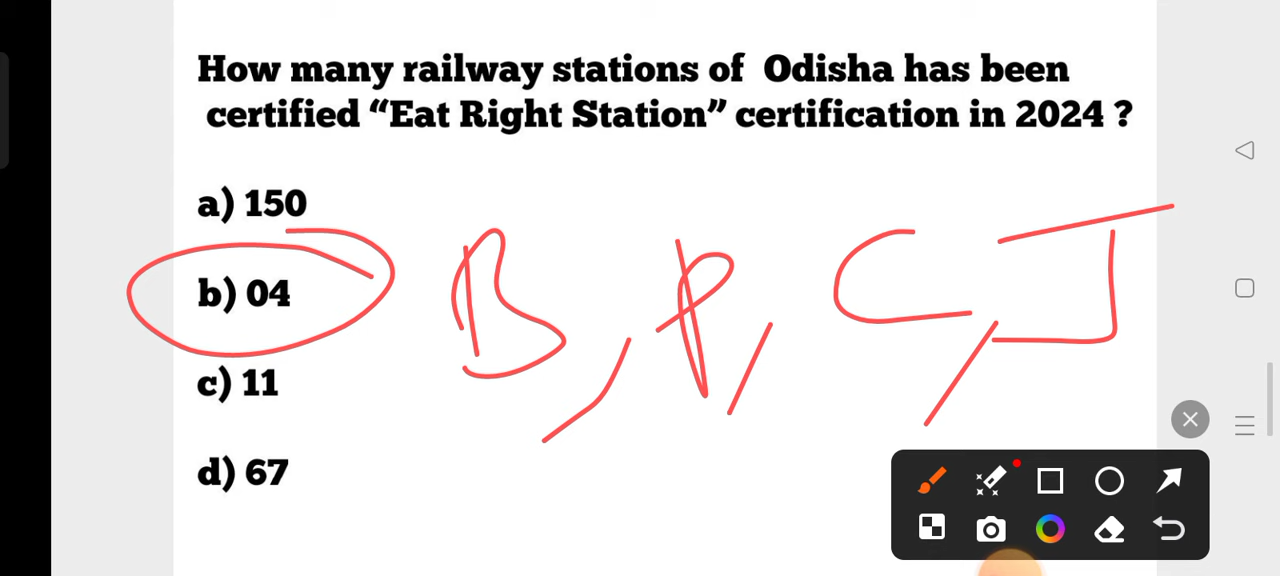 How many railway stations of Odisha has been
certified “Eat Right Station” certification in 2024 ?
a) 150
b) 04 B, P, C, J
c) 11
d) 67